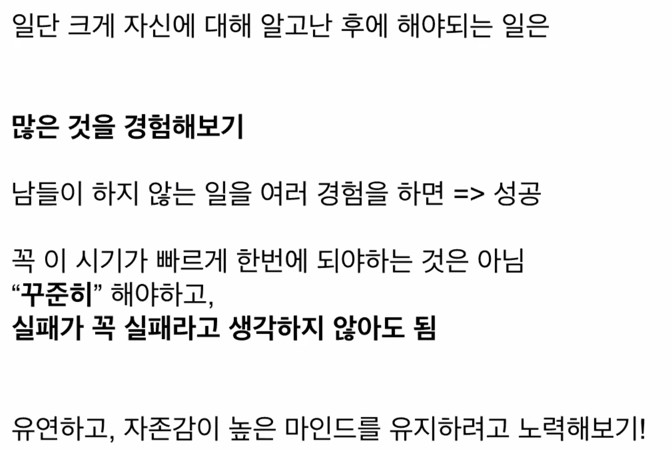 일단 크게 자신에 대해 알고난 후에 해야되는 일은
많은 것을 경험해보기
남들이 하지 않는 일을 여러 경험을 하면 => 성공
꼭 이 시기가 빠르게 한번에 되야하는 것은 아님
“꾸준히” 해야하고,
실패가 꼭 실패라고 생각하지 않아도 됨
유연하고, 자존감이 높은 마인드를 유지하려고 노력해보기!